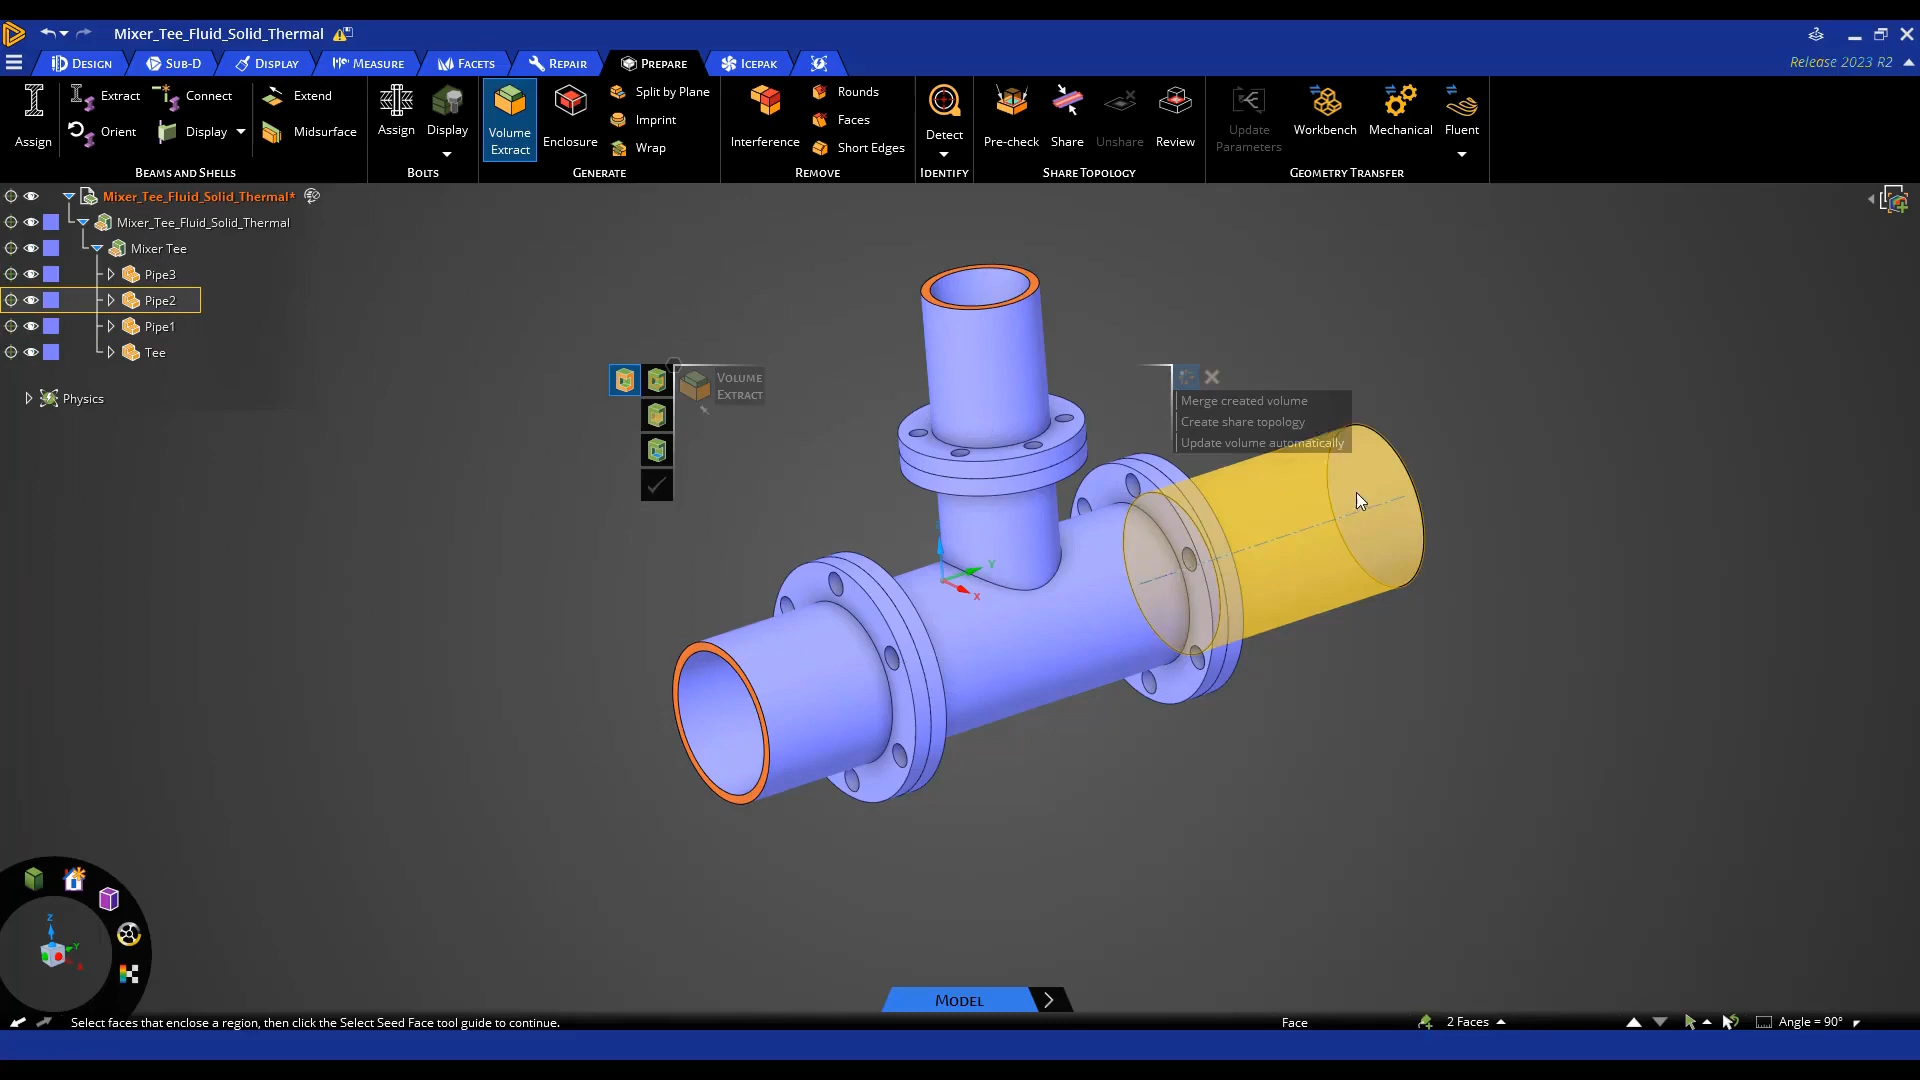 Mixer_Tee_Fluid_Solid_Thermal
DESIGN
SUB-D
DISPLAY
MEASURE
FACETS
REPAIR
PREPARE
ICEPAK
Release 2023 R2
Assign
Extract
Orient
Connect
Display
Extend
Midsurface
BEAMS AND SHELLS
Assign
Display
BOLTS
Volume
Extract
Enclosure
Split by Plane
Imprint
Wrap
GENERATE
Interference
Rounds
Faces
Short Edges
REMOVE
Detect
IDENTIFY
Pre-check
Share
Unshare
Review
SHARE TOPOLOGY
Update
Parameters
Workbench
Mechanical
Fluent
GEOMETRY TRANSFER
Mixer_Tee_Fluid_Solid_Thermal*
Mixer_Tee_Fluid_Solid_Thermal
Mixer Tee
Pipe3
Pipe2
Pipe1
Tee
Physics
VOLUME
EXTRACT
Merge created volume
Create share topology
Update volume automatically
Y
X
Z
Y
X
MODEL
Select faces that enclose a region, then click the Select Seed Face tool guide to continue.
Face
2 Faces
Angle = 90°